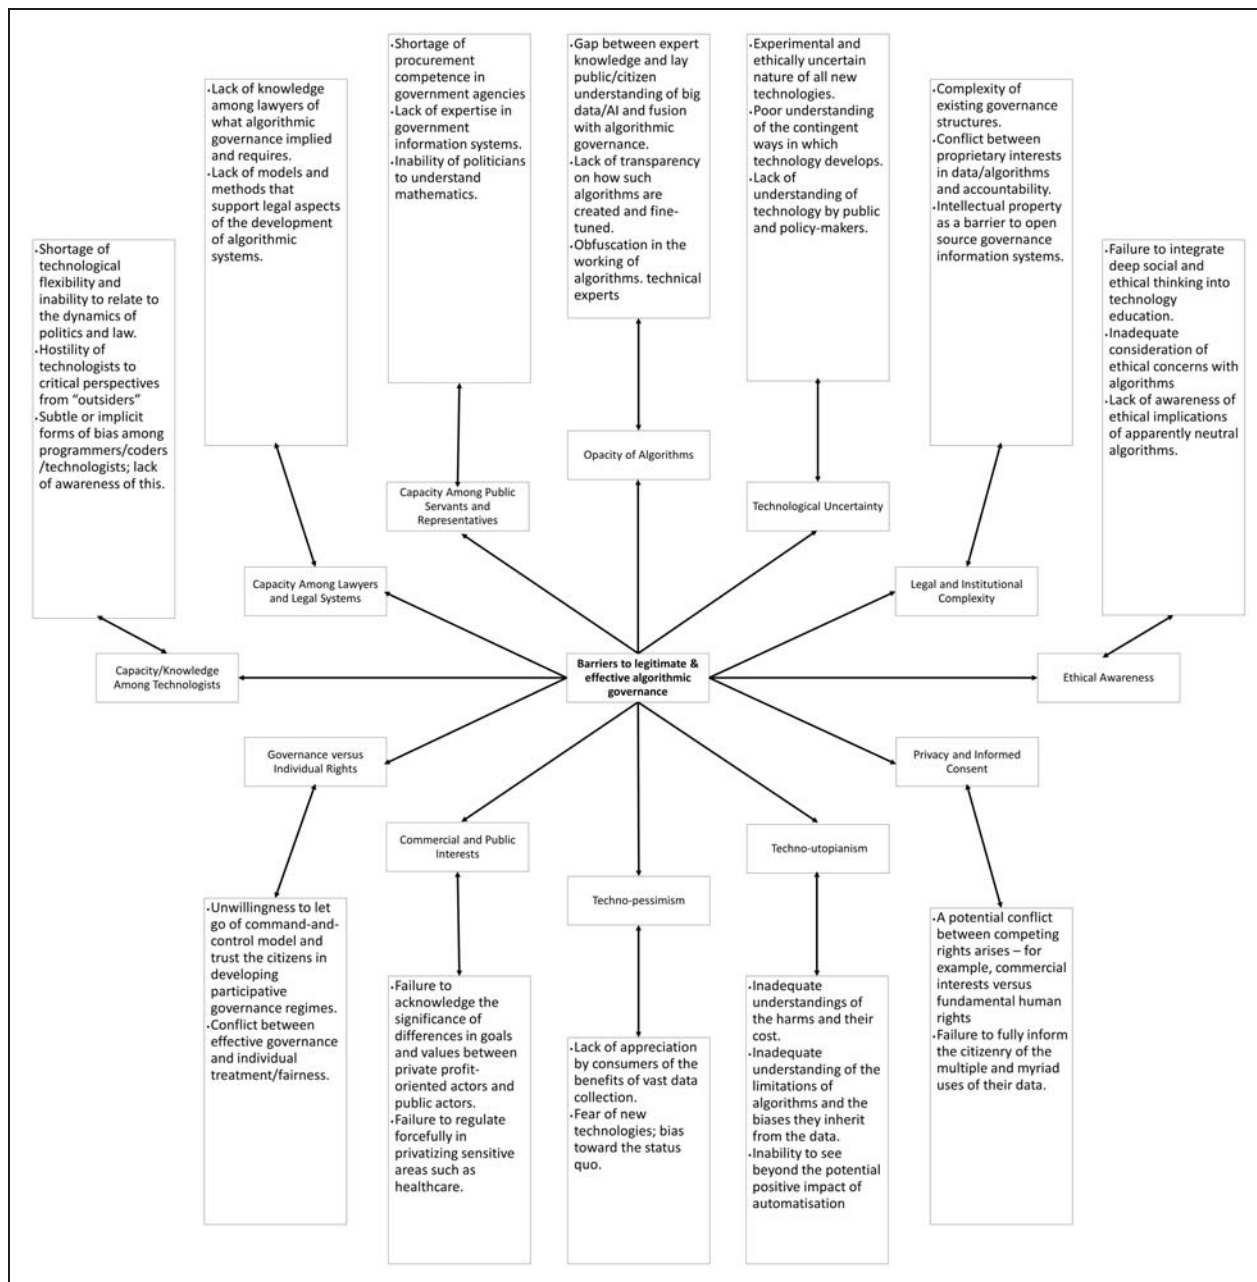 •Shortage of
technological
flexibility and
inability to relate to
the dynamics of
politics and law.
•Hostility of
technologists to
critical perspectives
from “outsiders”
•Subtle or implicit
forms of bias among
programmers/coders
/technologists; lack
of awareness of this.
•Lack of knowledge
among lawyers of
what algorithmic
governance implied
and requires.
•Lack of models and
methods that
support legal aspects
of the development
of algorithmic
systems.
•Shortage of
procurement
competence in
government agencies
•Lack of expertise in
government
information systems.
•Inability of politicians
to understand
mathematics.
•Gap between expert
knowledge and lay
public/citizen
understanding of big
data/AI and fusion
with algorithmic
governance.
•Lack of transparency
on how such
algorithms are
created and fine-
tuned.
•Obfuscation in the
working of
algorithms. technical
experts
•Experimental and
ethically uncertain
nature of all new
technologies.
•Poor understanding
of the contingent
ways in which
technology develops.
•Lack of
understanding of
technology by public
and policy-makers.
•Complexity of
existing governance
structures.
•Conflict between
proprietary interests
in data/algorithms
and accountability.
•Intellectual property
as a barrier to open
source governance
information systems.
•Failure to integrate
deep social and
ethical thinking into
technology
education.
•Inadequate
consideration of
ethical concerns with
algorithms
•Lack of awareness of
ethical implications
of apparently neutral
algorithms.
Opacity of Algorithms
Capacity Among Public
Servants and
Representatives
Technological Uncertainty
Capacity Among Lawyers
and Legal Systems
Legal and Institutional
Complexity
Capacity/Knowledge
Among Technologists
Barriers to legitimate &
effective algorithmic
governance
Ethical Awareness
Governance versus
Individual Rights
Privacy and Informed
Consent
Commercial and Public
Interests
Techno-utopianism
Techno-pessimism
•Unwillingness to let
go of command-and-
control model and
trust the citizens in
developing
participative
governance regimes.
•Conflict between
effective governance
and individual
treatment/fairness.
•Failure to
acknowledge the
significance of
differences in goals
and values between
private profit-
oriented actors and
public actors.
•Failure to regulate
forcefully in
privatizing sensitive
areas such as
healthcare.
•Lack of appreciation
by consumers of the
benefits of vast data
collection.
•Fear of new
technologies; bias
toward the status
quo.
•Inadequate
understandings of
the harms and their
cost.
•Inadequate
understanding of the
limitations of
algorithms and the
biases they inherit
from the data.
•Inability to see
beyond the potential
positive impact of
automatisation
•A potential conflict
between competing
rights arises – for
example, commercial
interests versus
fundamental human
rights
•Failure to fully inform
the citizenry of the
multiple and myriad
uses of their data.